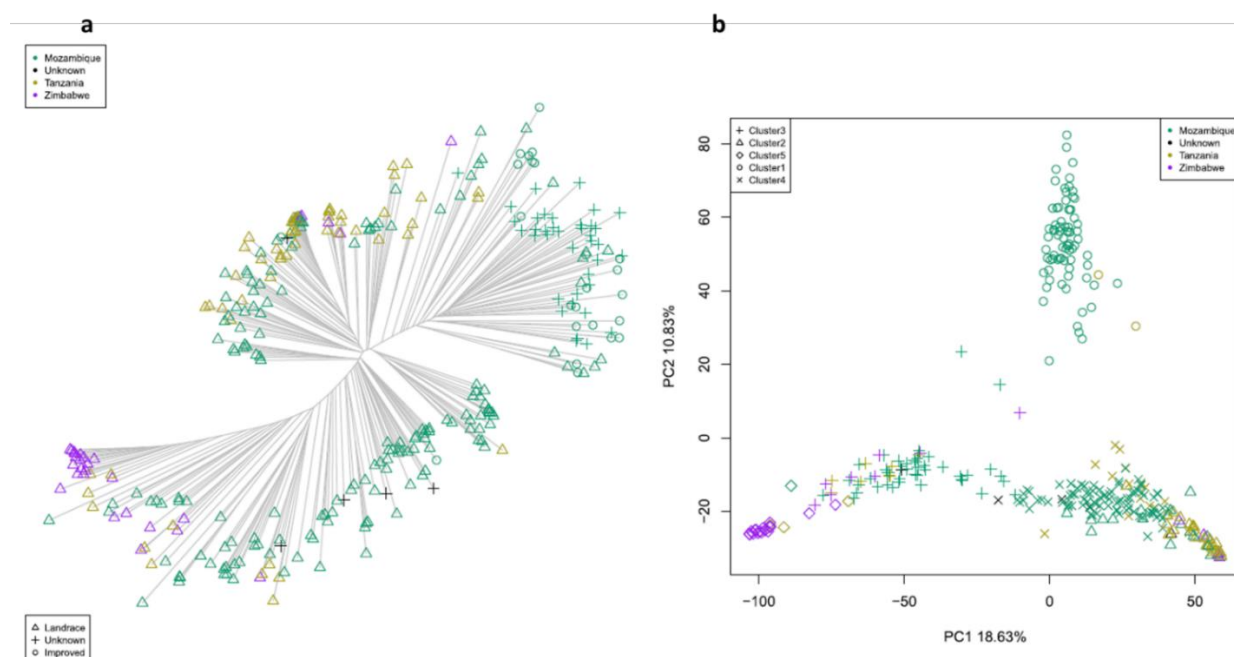 a
b
Mozambique
Unknown
Tanzania
Zimbabwe
Landrace
Unknown
Improved
Cluster3
Cluster2
Cluster5
Cluster1
Cluster4
Mozambique
Unknown
Tanzania
Zimbabwe
80
60
40
20
0
−20
PC2 10.83%
−100
−50
0
50
PC1 18.63%